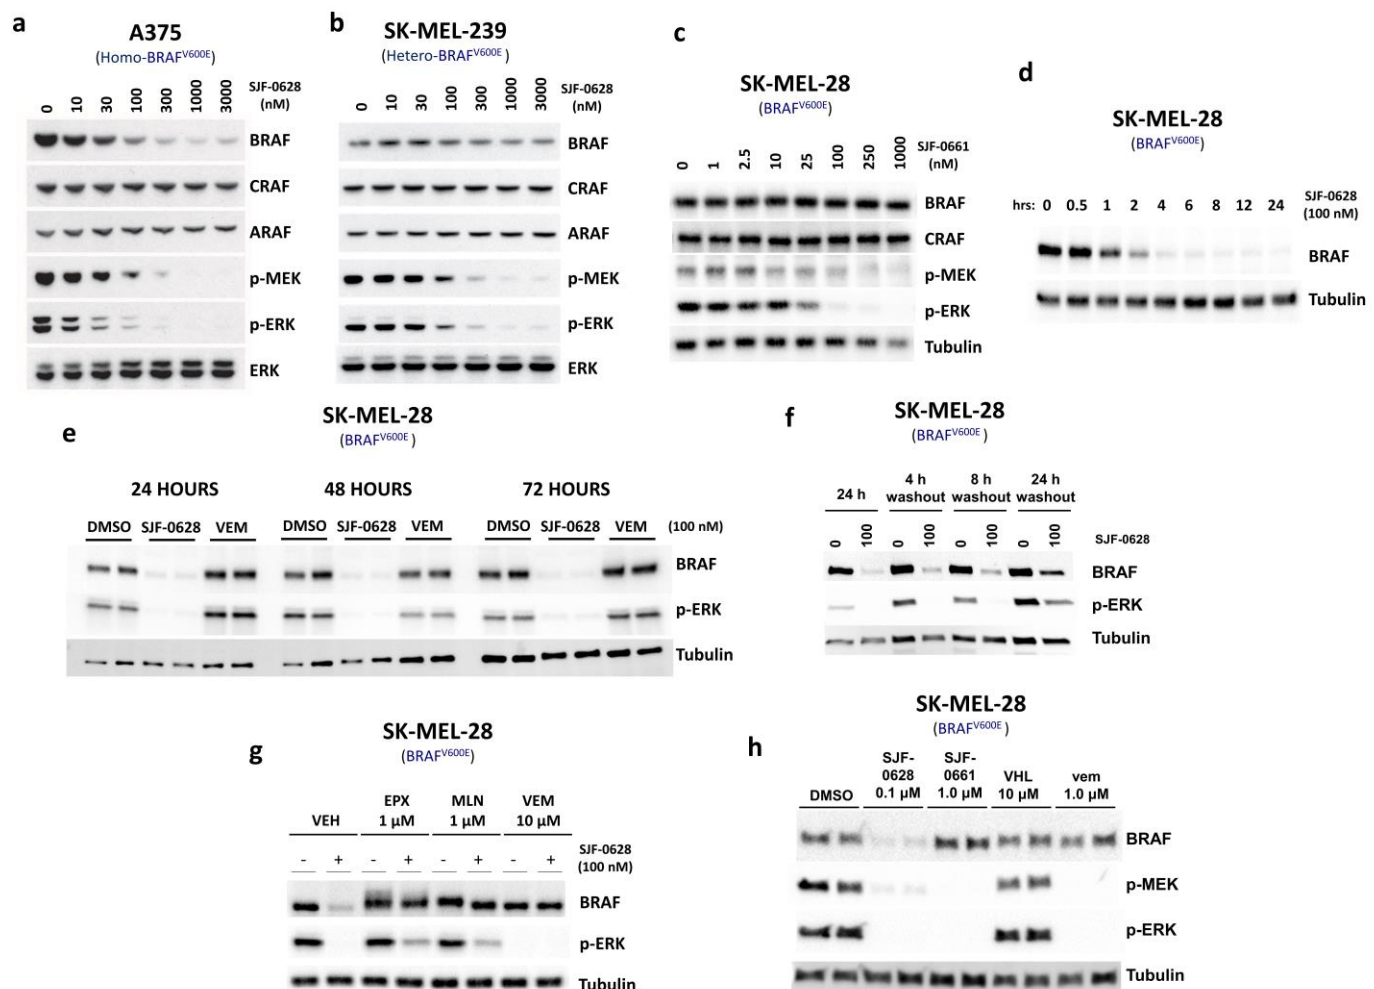 a
A375
(Homo-BRAFV600E)
0 10 30 100 300 1000 3000
SJF-0628
(nM)
BRAF
CRAF
ARAF
p-MEK
p-ERK
ERK
b
SK-MEL-239
(Hetero-BRAFV600E )
0 10 30 100 300 1000 3000
SJF-0628
(nM)
BRAF
CRAF
ARAF
p-MEK
p-ERK
ERK
c
SK-MEL-28
(BRAFV600E)
0 1 2.5 10 25 100 250 1000
SJF-0661
(nM)
BRAF
CRAF
p-MEK
p-ERK
Tubulin
d
SK-MEL-28
(BRAFV600E)
hrs: 0 0.5 1 2 4 6 8 12 24
SJF-0628
(100 nM)
BRAF
Tubulin
e
SK-MEL-28
(BRAFV600E )
24 HOURS 48 HOURS 72 HOURS
DMSO SJF-0628 VEM DMSO SJF-0628 VEM DMSO SJF-0628 VEM (100 nM)
BRAF
p-ERK
Tubulin
f
SK-MEL-28
(BRAFV600E )
24 h
4 h
washout
8 h
washout
24 h
washout
0 100 0 100 0 100 0 100
SJF-0628
BRAF
p-ERK
Tubulin
g
SK-MEL-28
(BRAFV600E )
VEH
EPX
1 µM
MLN
1 µM
VEM
10 µM
- + - + - + - +
SJF-0628
(100 nM)
BRAF
p-ERK
Tubulin
h
SK-MEL-28
(BRAFV600E )
DMSO
SJF-
0628
0.1 µM
SJF-
0661
1.0 µM
VHL
10 µM
vem
1.0 µM
BRAF
p-MEK
p-ERK
Tubulin